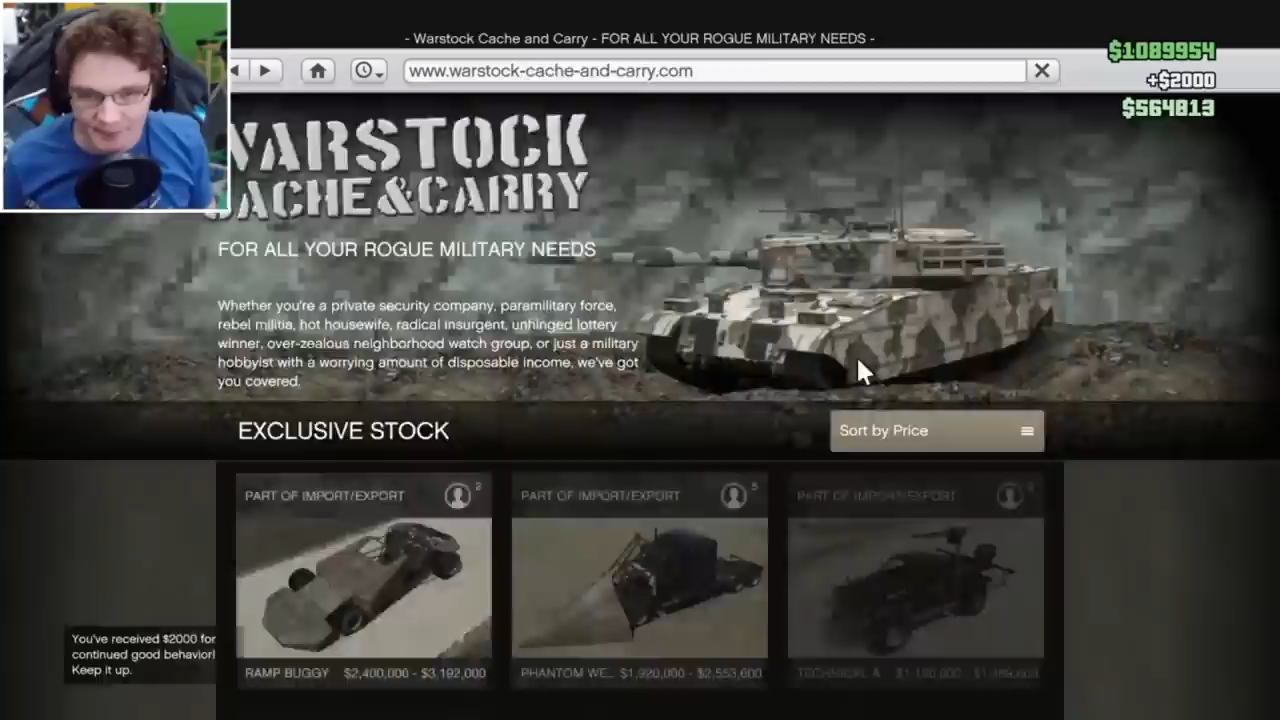 - Warstock Cache and Carry - FOR ALL YOUR ROGUE MILITARY NEEDS -
$1089954
www.warstock-cache-and-carry.com
+$2000
$564813
WARSTOCK
CACHE&CARRY
FOR ALL YOUR ROGUE MILITARY NEEDS
Whether you're a private security company, paramilitary force,
rebel militia, hot housewife, radical insurgent, unhinged lottery
winner, over-zealous neighborhood watch group, or just a military
hobbyist with a worrying amount of disposable income, we've got
you covered.
EXCLUSIVE STOCK
Sort by Price
PART OF IMPORT/EXPORT 2
PART OF IMPORT/EXPORT 5
PART OF IMPORT/EXPORT
You've received $2000 for
continued good behavior!
Keep it up.
RAMP BUGGY $2,400,000 - $3,192,000
PHANTOM WE... $1,920,000 - $2,553,600
TECHNICAL A